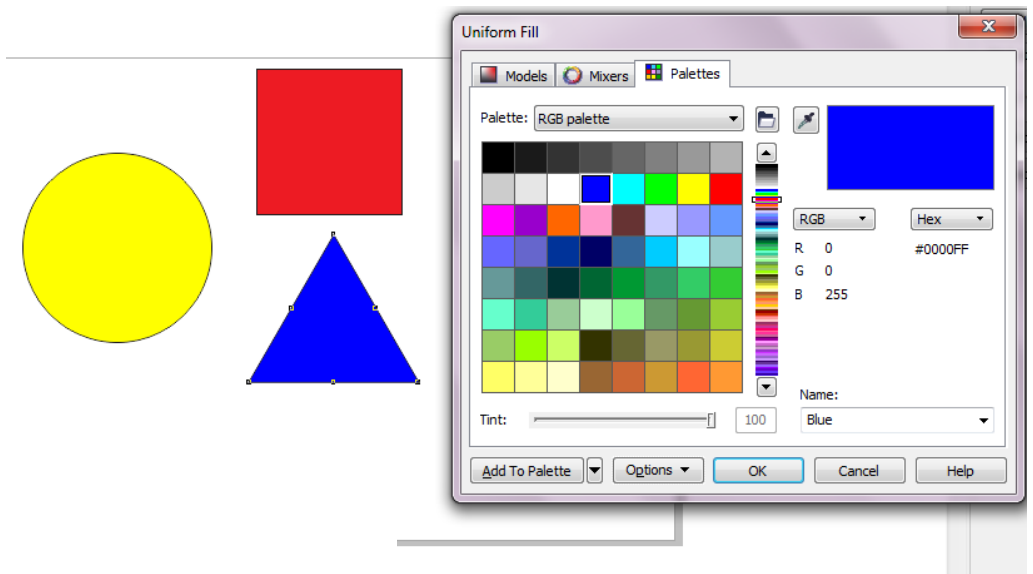 Uniform Fill
Models Mixers Palettes
Palette: RGB palette
RGB Hex
R 0 #0000FF
G 0
B 255
Name:
Tint: 100 Blue
Add To Palette Options OK Cancel Help